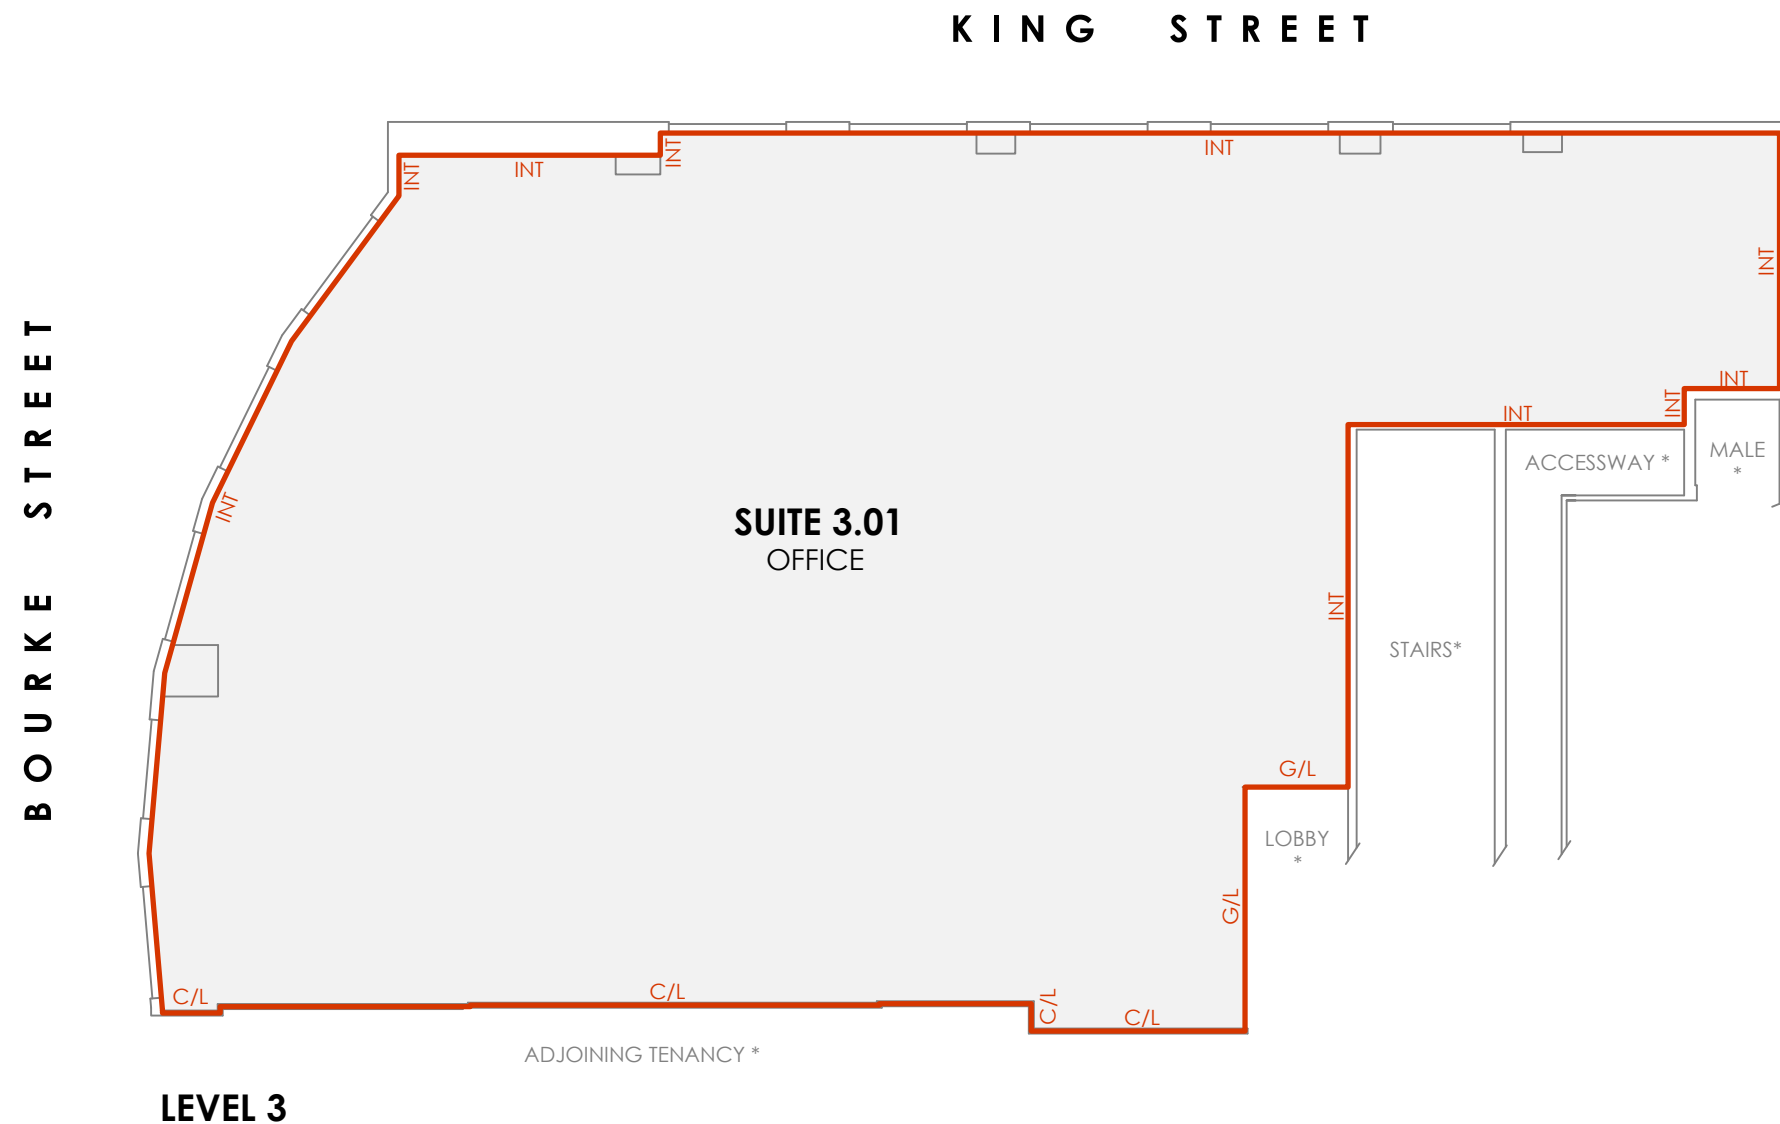 KING STREET
BOURKE STREET
INT
INT
INT
INT
INT
INT
INT
INT
INT
ACCESSWAY *
MALE
*
SUITE 3.01
OFFICE
INT
STAIRS*
G/L
LOBBY
*
G/L
C/L
C/L
C/L
C/L
ADJOINING TENANCY *
LEVEL 3